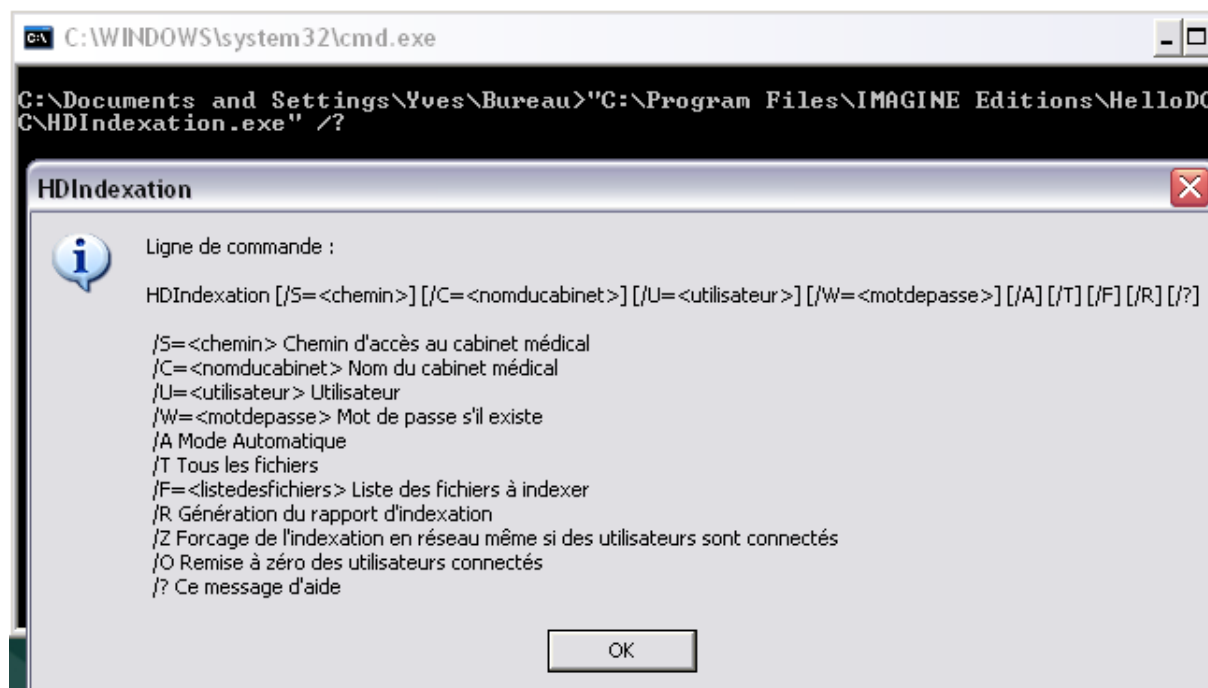 C:\WINDOWS\system32\cmd.exe
C:\Documents and Settings\Yves\Bureau>"C:\Program Files\IMAGINE Editions\HelloDO
C\HDIndexation.exe" /?
HDIndexation
Ligne de commande :
HDIndexation [/S=<chemin>] [/C=<nomducabinet>] [/U=<utilisateur>] [/W=<motdepasse>] [/A] [/T] [/F] [/R] [/?]
/S=<chemin> Chemin d'accès au cabinet médical
/C=<nomducabinet> Nom du cabinet médical
/U=<utilisateur> Utilisateur
/W=<motdepasse> Mot de passe s'il existe
/A Mode Automatique
/T Tous les fichiers
/F=<listedesfichiers> Liste des fichiers à indexer
/R Génération du rapport d'indexation
/Z Forcage de l'indexation en réseau même si des utilisateurs sont connectés
/O Remise à zéro des utilisateurs connectés
/? Ce message d'aide
OK